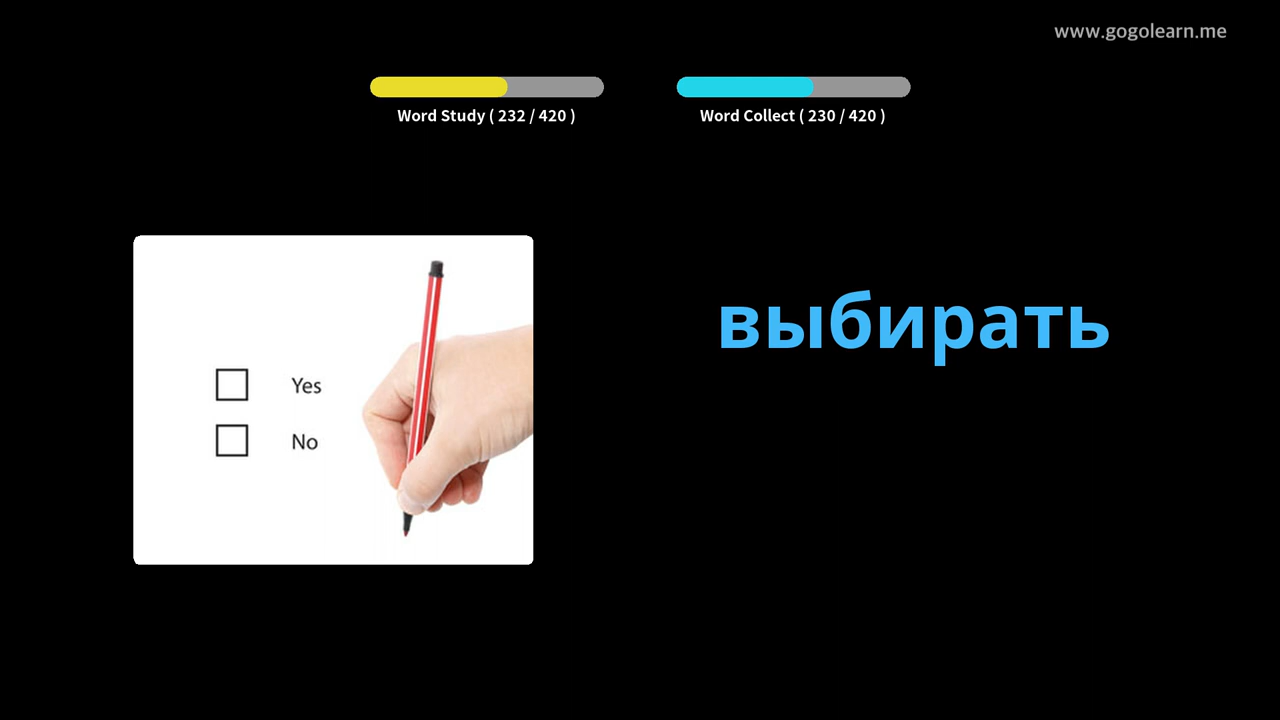 www.gogolearn.me
Word Study ( 232 / 420 )
Word Collect ( 230 / 420 )
выбирать
Yes
No